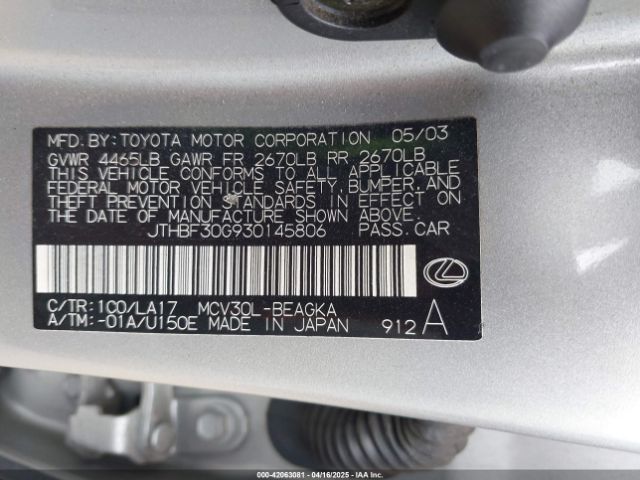 MFD. BY: TOYOTA MOTOR CORPORATION 05/03
GVWR 4465LB GAWR FR 2670LB RR 2670LB
THIS VEHICLE CONFORMS TO ALL APPLICABLE
FEDERAL MOTOR VEHICLE SAFETY, BUMPER, AND
THEFT PREVENTION STANDARDS IN EFFECT ON
THE DATE OF MANUFACTURE SHOWN ABOVE.
JTHBF30G930145806 PASS. CAR
C/TR: 1C0/LA17 MCV30L-BEAGKA
A/TM: -01A/U150E MADE IN JAPAN 912 A
000-42063081 - 04/16/2025 - IAA Inc.